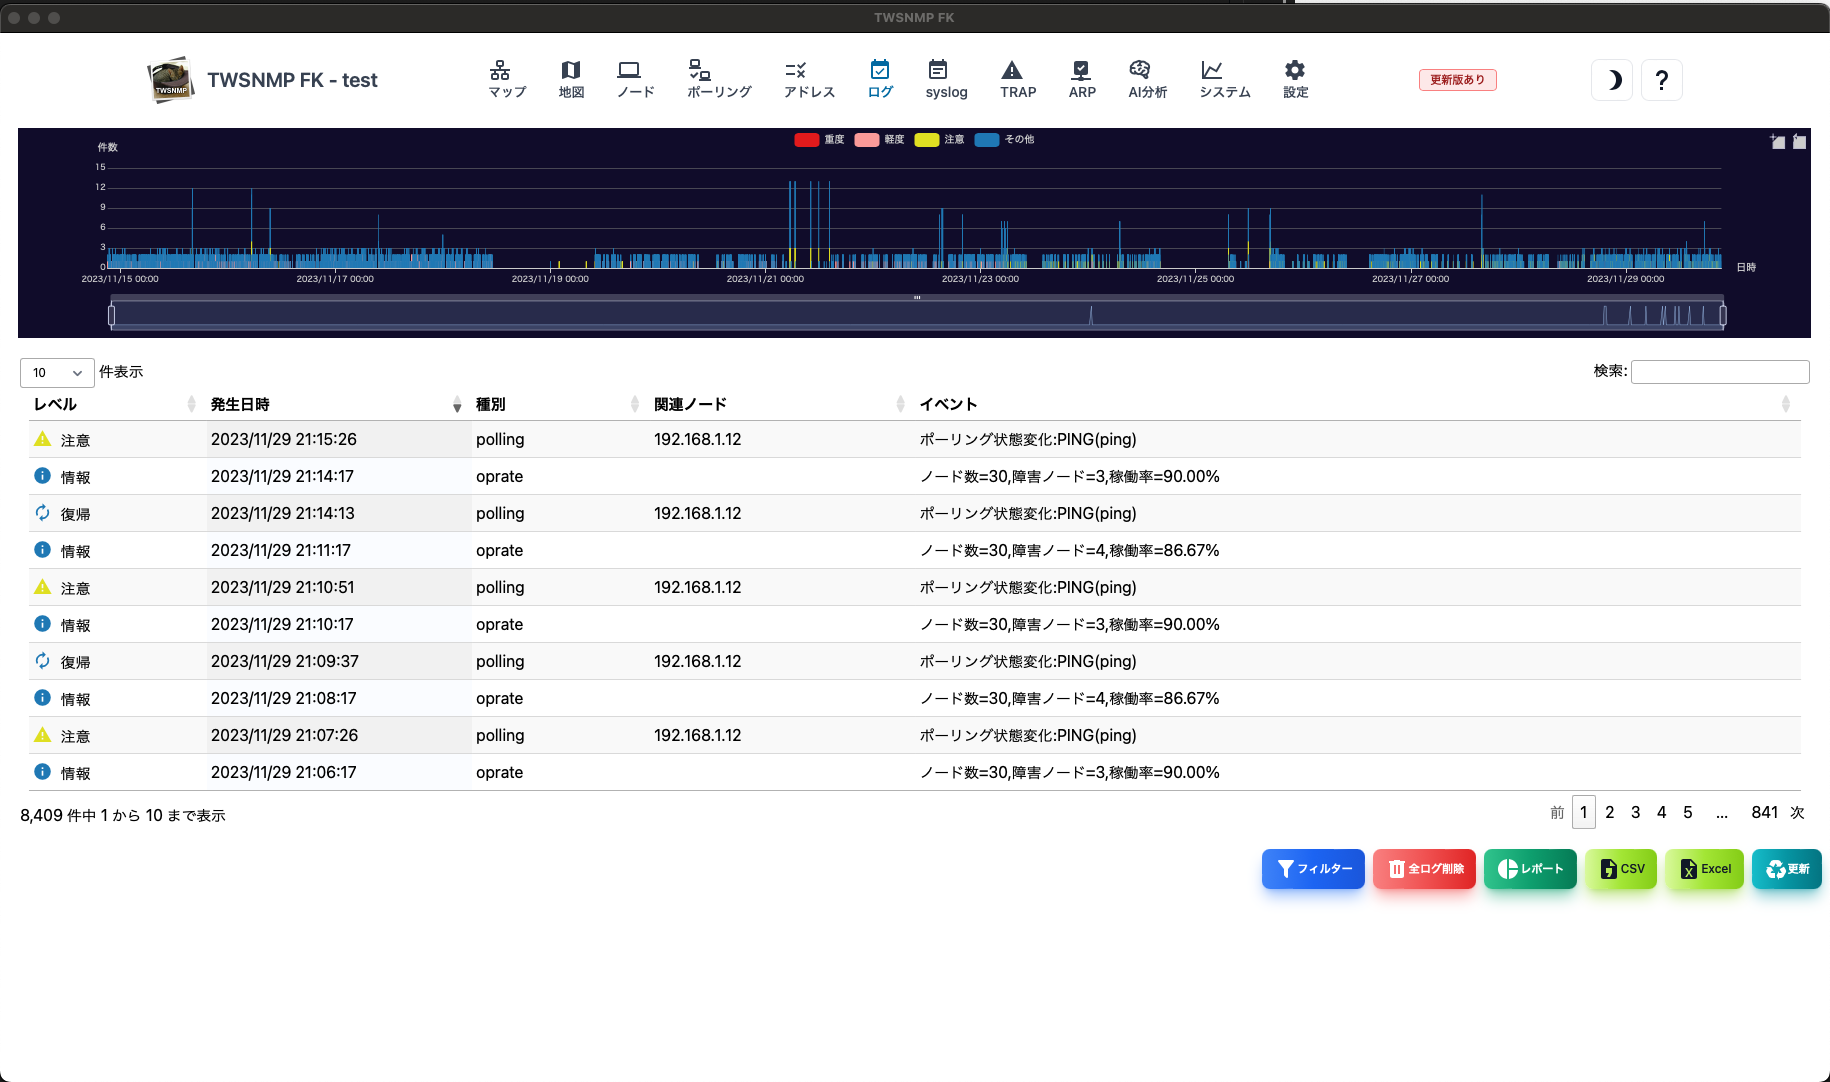 TWSNMP FK
TWSNMP
TWSNMP FK - test
マップ
地図
ノード
ポーリング
アドレス
ログ
syslog
TRAP
ARP
AI分析
システム
設定
更新版あり
?
重度 軽度 注意 その他
件数
15
12
9
6
3
0
2023/11/15 00:00 2023/11/17 00:00 2023/11/19 00:00 2023/11/21 00:00 2023/11/23 00:00 2023/11/25 00:00 2023/11/27 00:00 2023/11/29 00:00
日時
10 件表示
検索:
レベル 発生日時 種別 関連ノード イベント
注意 2023/11/29 21:15:26 polling 192.168.1.12 ポーリング状態変化:PING(ping)
情報 2023/11/29 21:14:17 oprate ノード数=30,障害ノード=3,稼働率=90.00%
復帰 2023/11/29 21:14:13 polling 192.168.1.12 ポーリング状態変化:PING(ping)
情報 2023/11/29 21:11:17 oprate ノード数=30,障害ノード=4,稼働率=86.67%
注意 2023/11/29 21:10:51 polling 192.168.1.12 ポーリング状態変化:PING(ping)
情報 2023/11/29 21:10:17 oprate ノード数=30,障害ノード=3,稼働率=90.00%
復帰 2023/11/29 21:09:37 polling 192.168.1.12 ポーリング状態変化:PING(ping)
情報 2023/11/29 21:08:17 oprate ノード数=30,障害ノード=4,稼働率=86.67%
注意 2023/11/29 21:07:26 polling 192.168.1.12 ポーリング状態変化:PING(ping)
情報 2023/11/29 21:06:17 oprate ノード数=30,障害ノード=3,稼働率=90.00%
8,409 件中 1 から 10 まで表示
前 1 2 3 4 5 … 841 次
フィルター
全ログ削除
レポート
CSV
Excel
更新